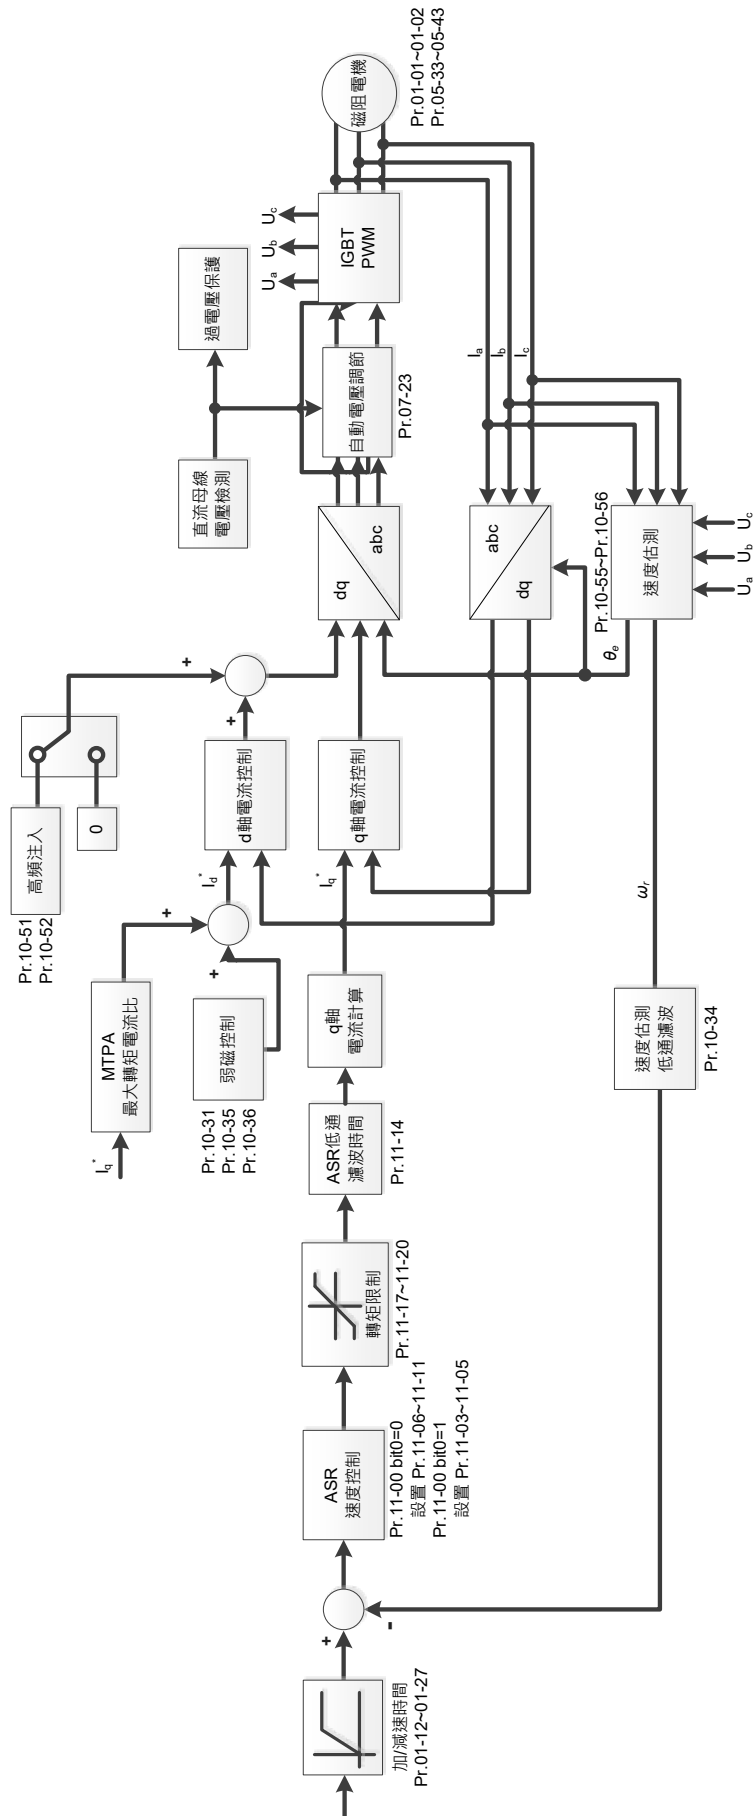 加/減速時間
Pr.01-12~01-27
+
-
ASR
速度控制
Pr.11-00 bit0=0
設置 Pr.11-06~11-11
Pr.11-00 bit0=1
設置 Pr.11-03~11-05
轉矩限制
Pr.11-17~11-20
ASR低通
濾波時間
Pr.11-14
q軸
電流計算
Iq*
q軸電流控制
Iq*
MTPA
最大轉矩電流比
+
弱磁控制
Pr.10-31
Pr.10-35
Pr.10-36
+
Id*
d軸電流控制
+
Pr.10-51
Pr.10-52
高頻注入
0
+
dq
abc
直流母線
電壓檢測
過電壓保護
自動電壓調節
Pr.07-23
IGBT
PWM
Ua
Ub
Uc
磁阻電機
Pr.01-01~01-02
Pr.05-33~05-43
Ia
Ib
Ic
abc
dq
Pr.10-55~Pr.10-56
速度估測
Ua
Ub
Uc
θe
ωr
速度估測
低通濾波
Pr.10-34